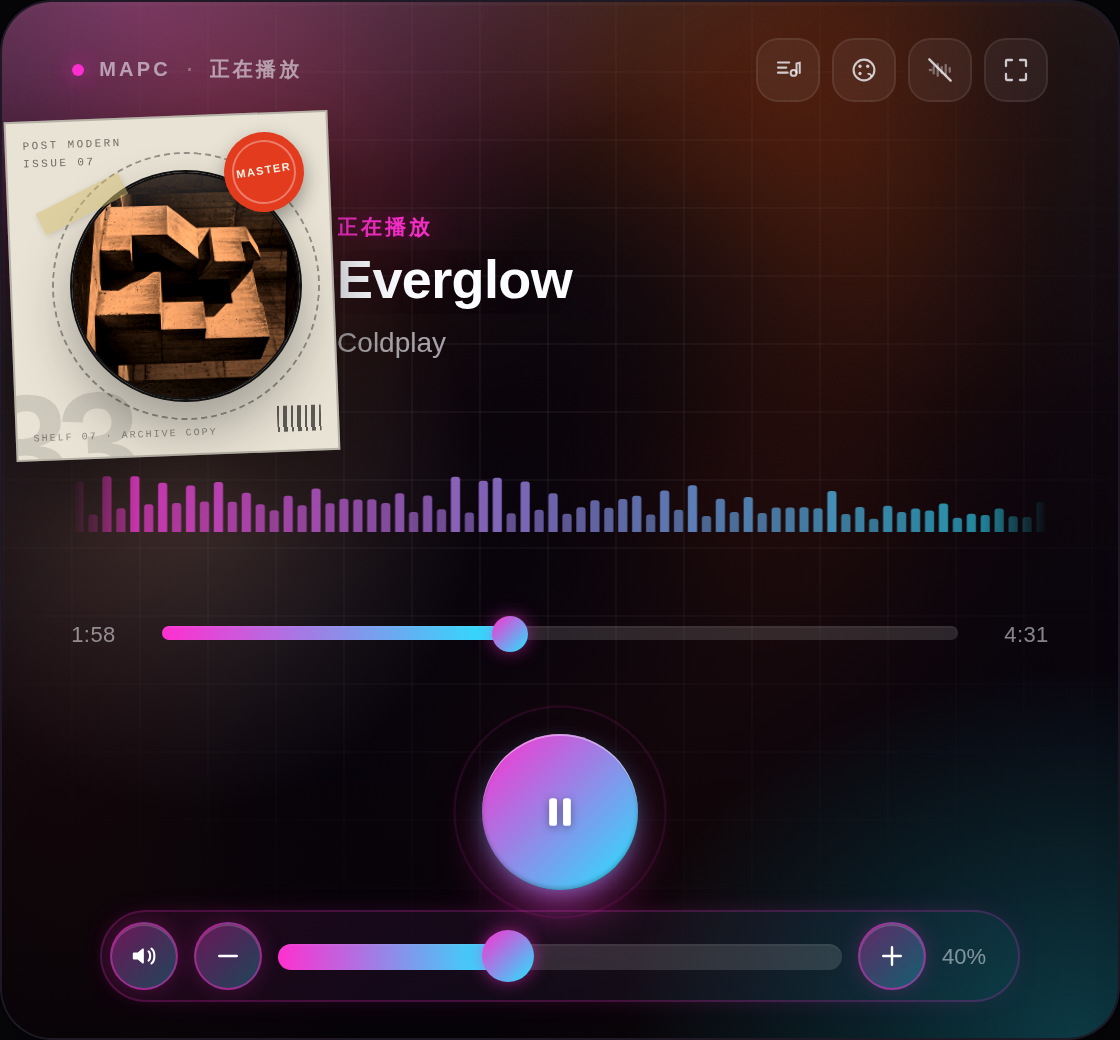 MAPC · 正在播放
POST MODERN
ISSUE 07
MASTER
正在播放
Everglow
Coldplay
33
SHELF 07 · ARCHIVE COPY
1:58
4:31
40%